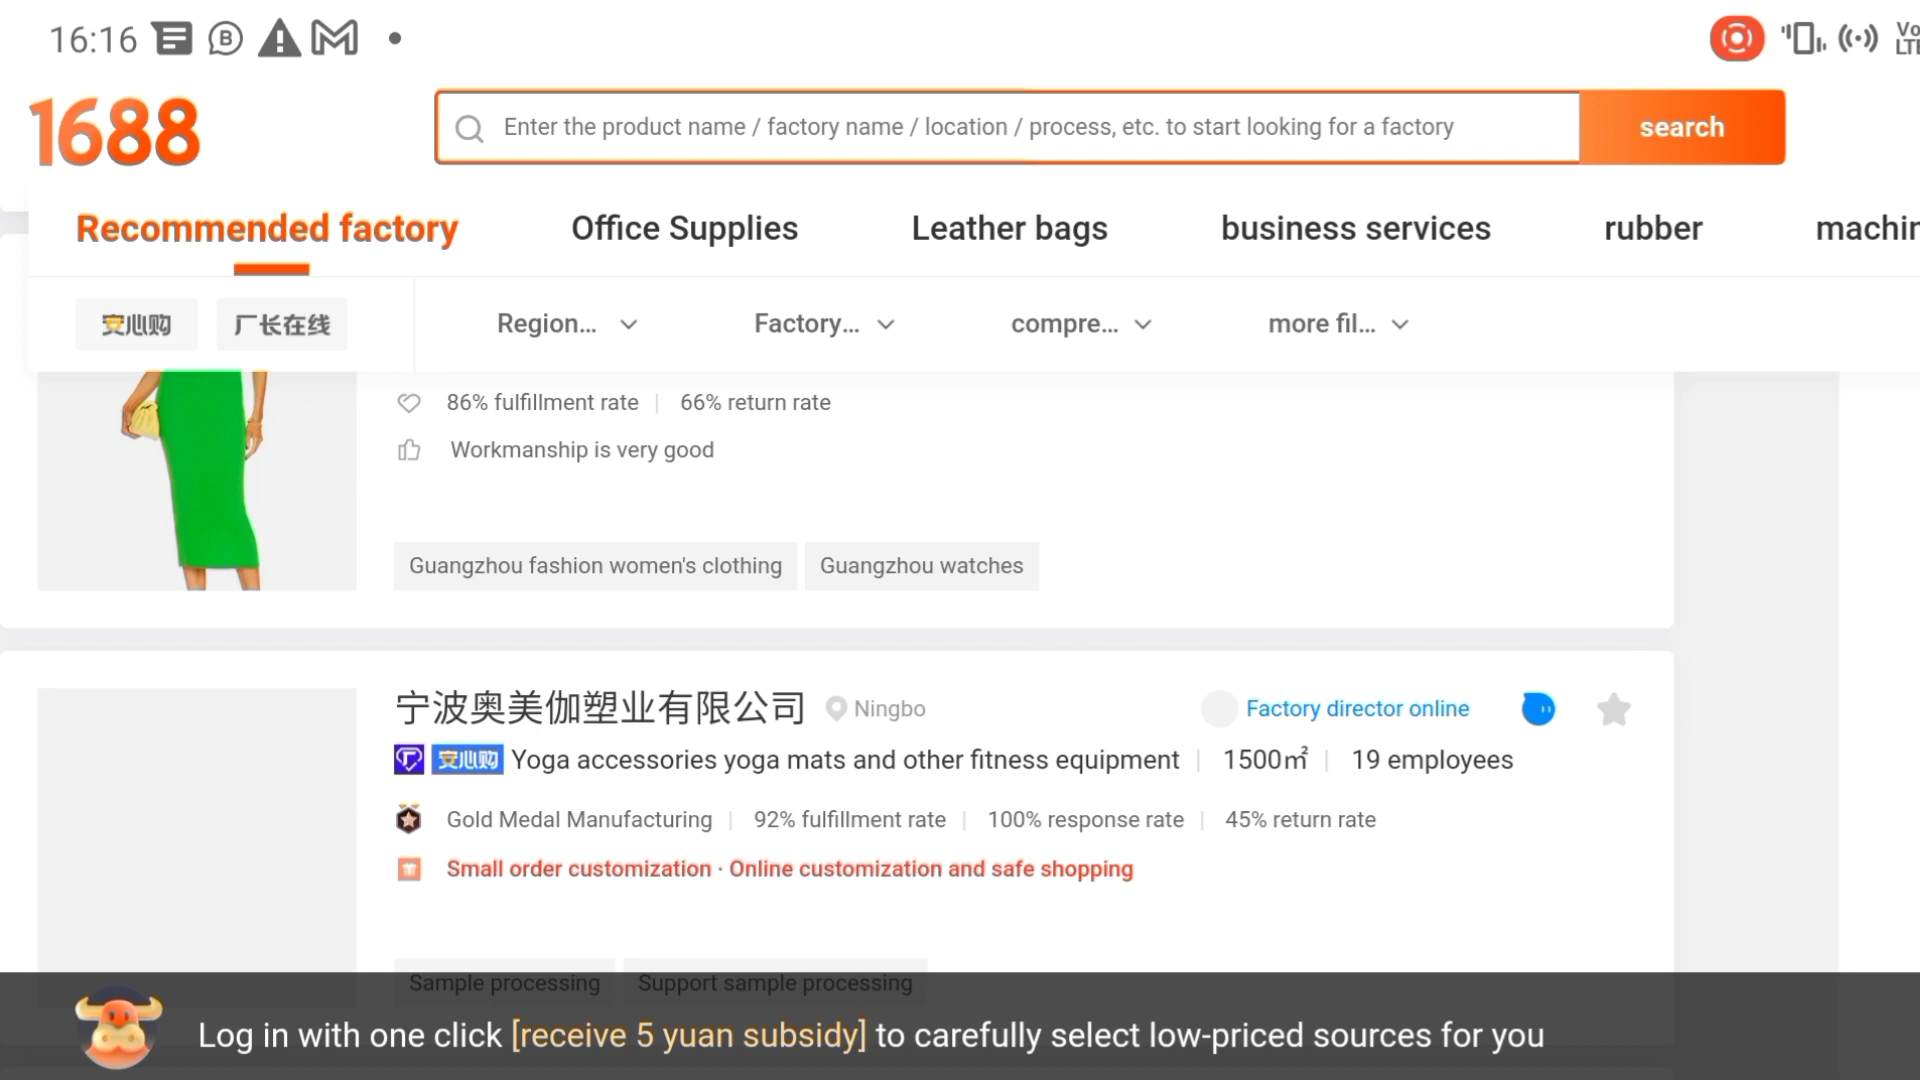 16:16
Vo
LTE
1688
Enter the product name / factory name / location / process, etc. to start looking for a factory
search
Recommended factory Office Supplies Leather bags business services rubber machin
安心购 厂长在线 Region... Factory... compre... more fil...
86% fulfillment rate 66% return rate
Workmanship is very good
Guangzhou fashion women's clothing Guangzhou watches
宁波奥美伽塑业有限公司 Ningbo Factory director online
安心购 Yoga accessories yoga mats and other fitness equipment 1500㎡ 19 employees
Gold Medal Manufacturing 92% fulfillment rate 100% response rate 45% return rate
Small order customization · Online customization and safe shopping
Sample processing Support sample processing
Log in with one click [receive 5 yuan subsidy] to carefully select low-priced sources for you